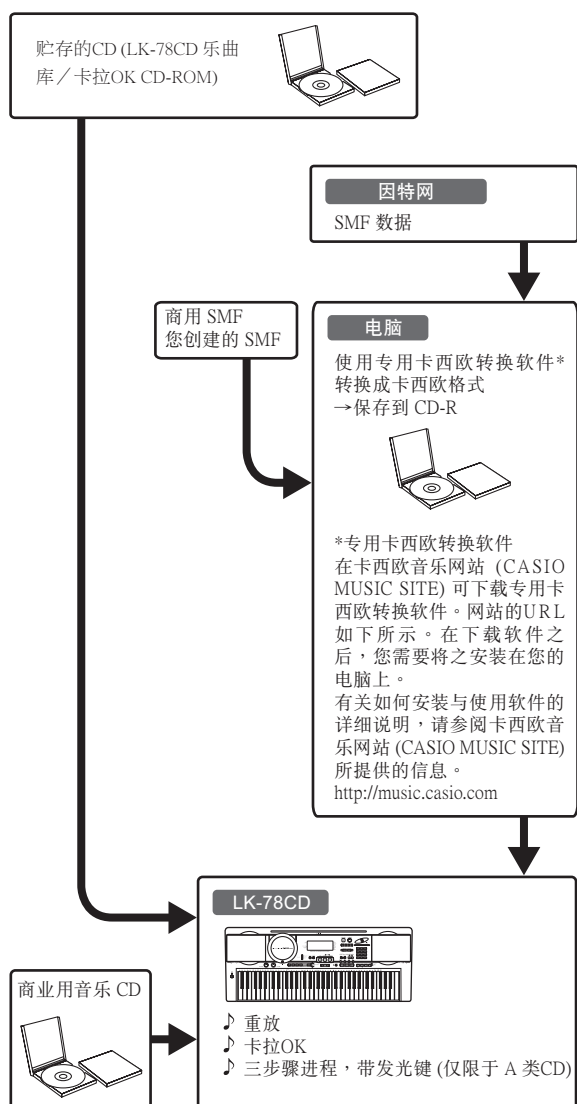 贮存的CD (LK-78CD 乐曲
库／卡拉OK CD-ROM)
因特网
SMF 数据
商用 SMF
您创建的 SMF
电脑
使用专用卡西欧转换软件*
转换成卡西欧格式
→保存到 CD-R
*专用卡西欧转换软件
在卡西欧音乐网站 (CASIO
MUSIC SITE) 可下载专用卡
西欧转换软件。网站的URL
如下所示。在下载软件之
后，您需要将之安装在您的
电脑上。
有关如何安装与使用软件的
详细说明，请参阅卡西欧音
乐网站 (CASIO MUSIC SITE)
所提供的信息。
http://music.casio.com
LK-78CD
商业用音乐 CD
♪ 重放
♪ 卡拉OK
♪ 三步骤进程，带发光键 (仅限于 A 类CD)